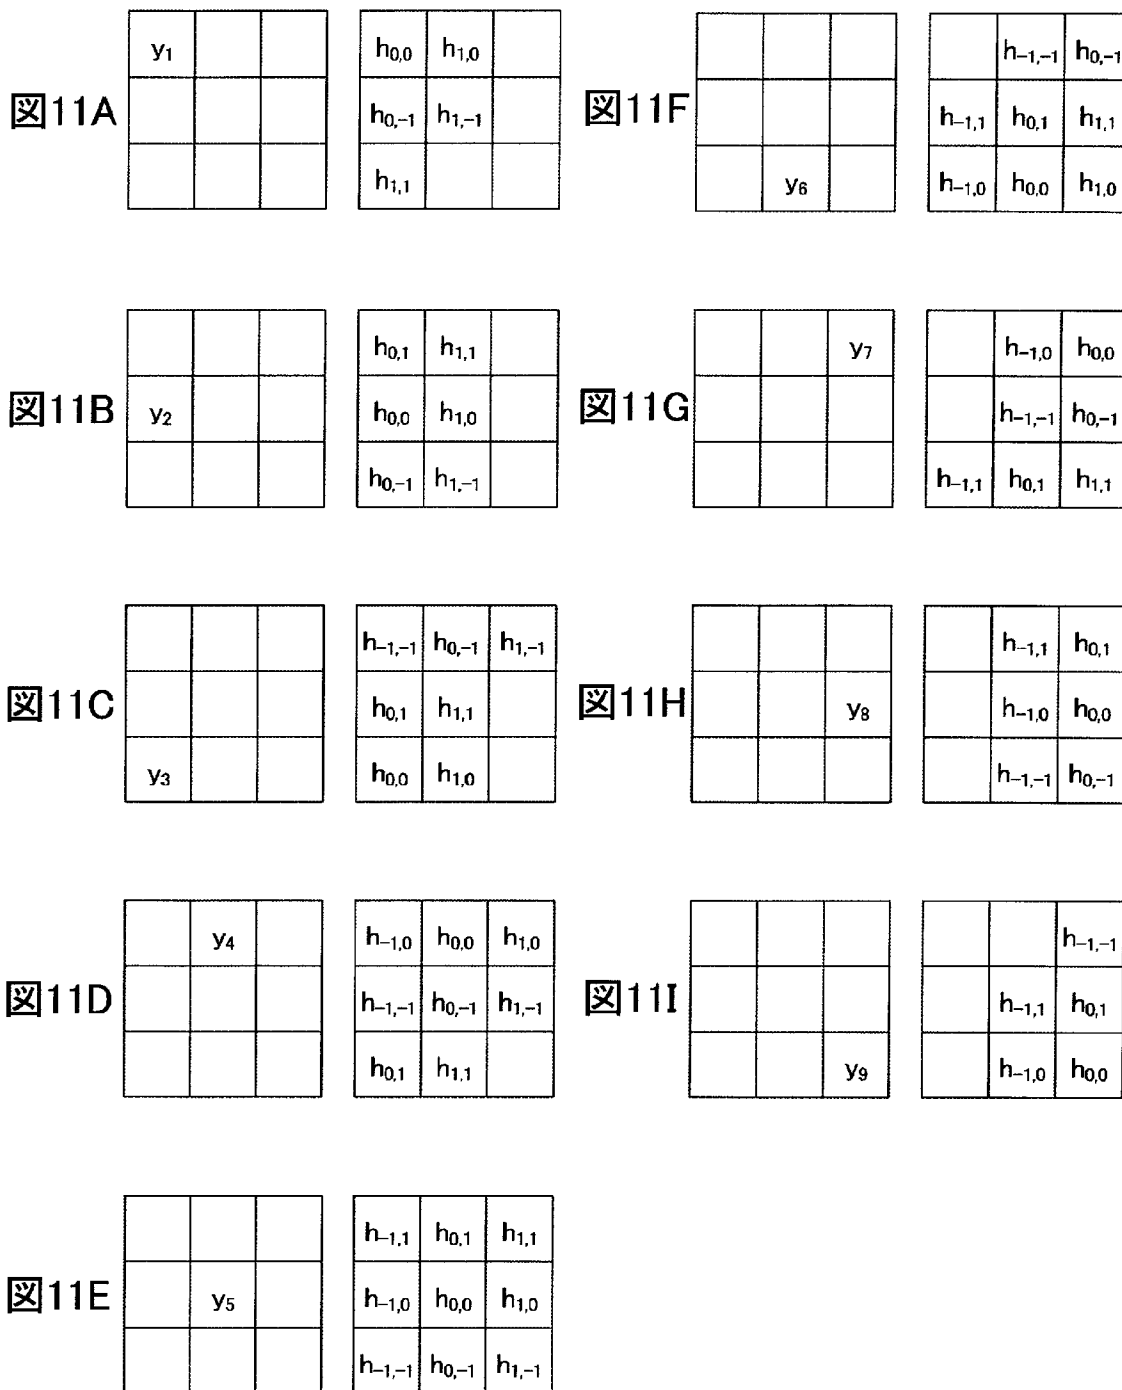 図11A
y1
h0,0 h1,0
h0,-1 h1,-1
h1,1
図11B
y2
h0,1 h1,1
h0,0 h1,0
h0,-1 h1,-1
図11C
y3
h-1,-1 h0,-1 h1,-1
h0,1 h1,1
h0,0 h1,0
図11D
y4
h-1,0 h0,0 h1,0
h-1,-1 h0,-1 h1,-1
h0,1 h1,1
図11E
y5
h-1,1 h0,1 h1,1
h-1,0 h0,0 h1,0
h-1,-1 h0,-1 h1,-1
図11F
y6
h-1,-1 h0,-1
h-1,1 h0,1 h1,1
h-1,0 h0,0 h1,0
図11G
y7
h-1,0 h0,0
h-1,-1 h0,-1
h-1,1 h0,1 h1,1
図11H
y8
h-1,1 h0,1
h-1,0 h0,0
h-1,-1 h0,-1
図11I
y9
h-1,-1
h-1,1 h0,1
h-1,0 h0,0